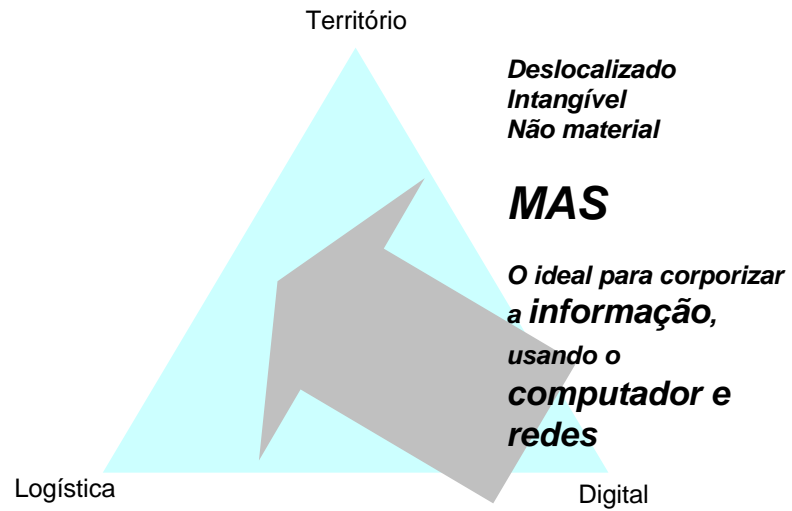 Território
Deslocalizado
Intangível
Não material
MAS
O ideal para corporizar
a informação,
usando o
computador e
redes
Logística
Digital